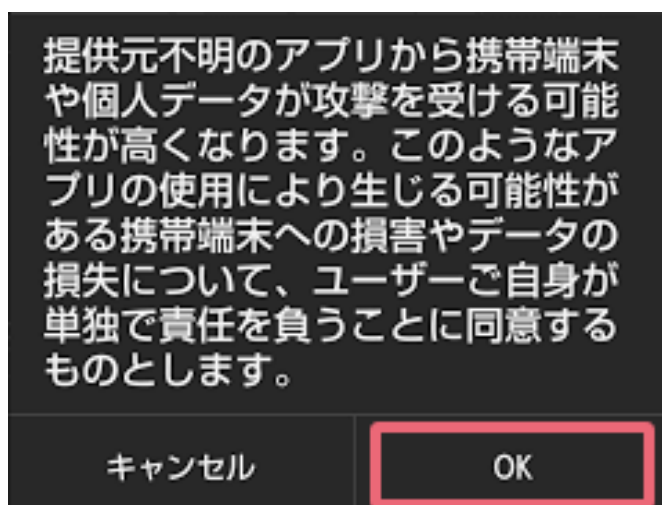 提供元不明のアプリから携帯端末
や個人データが攻撃を受ける可能
性が高くなります。このようなア
プリの使用により生じる可能性が
ある携帯端末への損害やデータの
損失について、ユーザーご自身が
単独で責任を負うことに同意する
ものとします。
キャンセル
OK